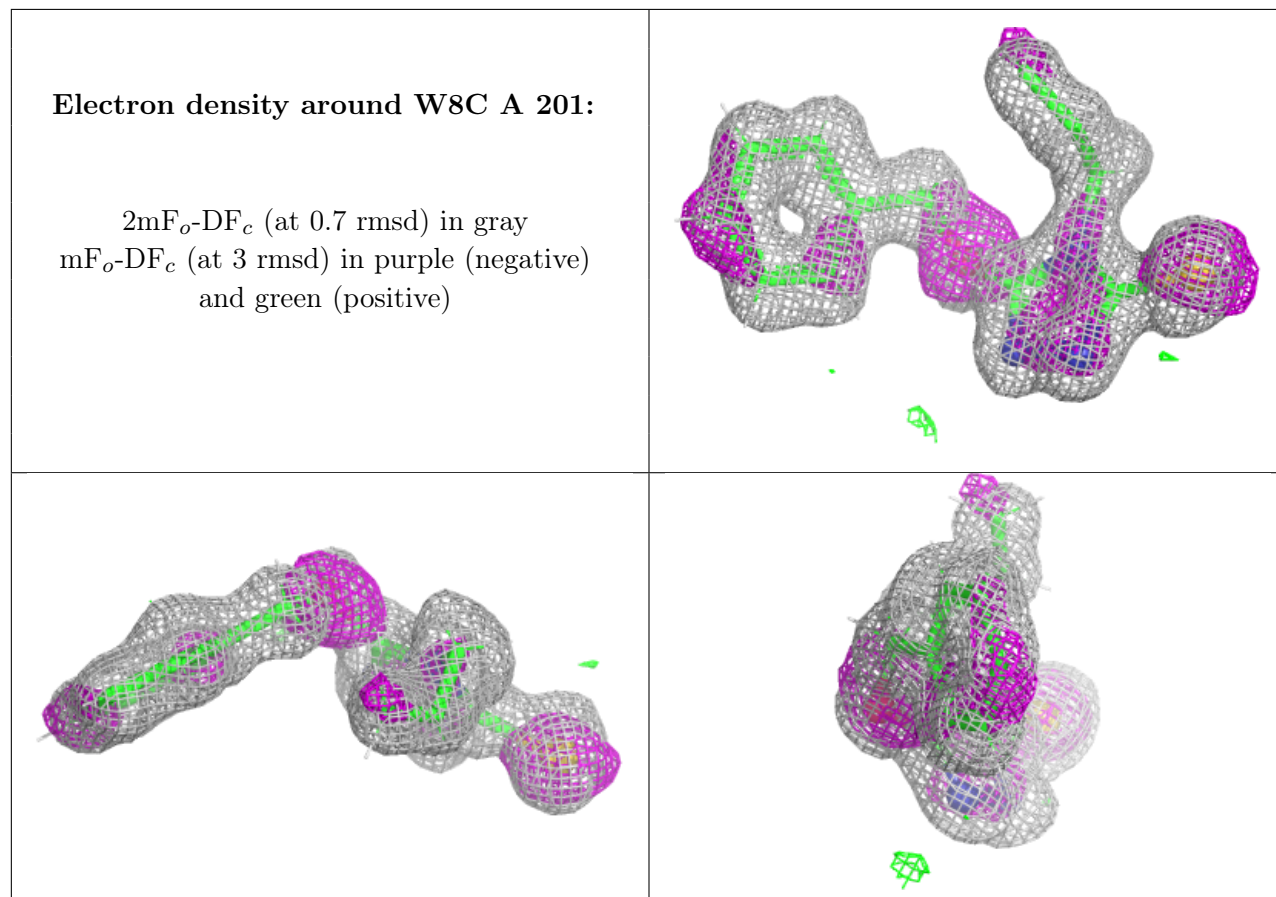 Electron density around W8C A 201:
2mFo-DFc (at 0.7 rmsd) in gray
mFo-DFc (at 3 rmsd) in purple (negative)
and green (positive)